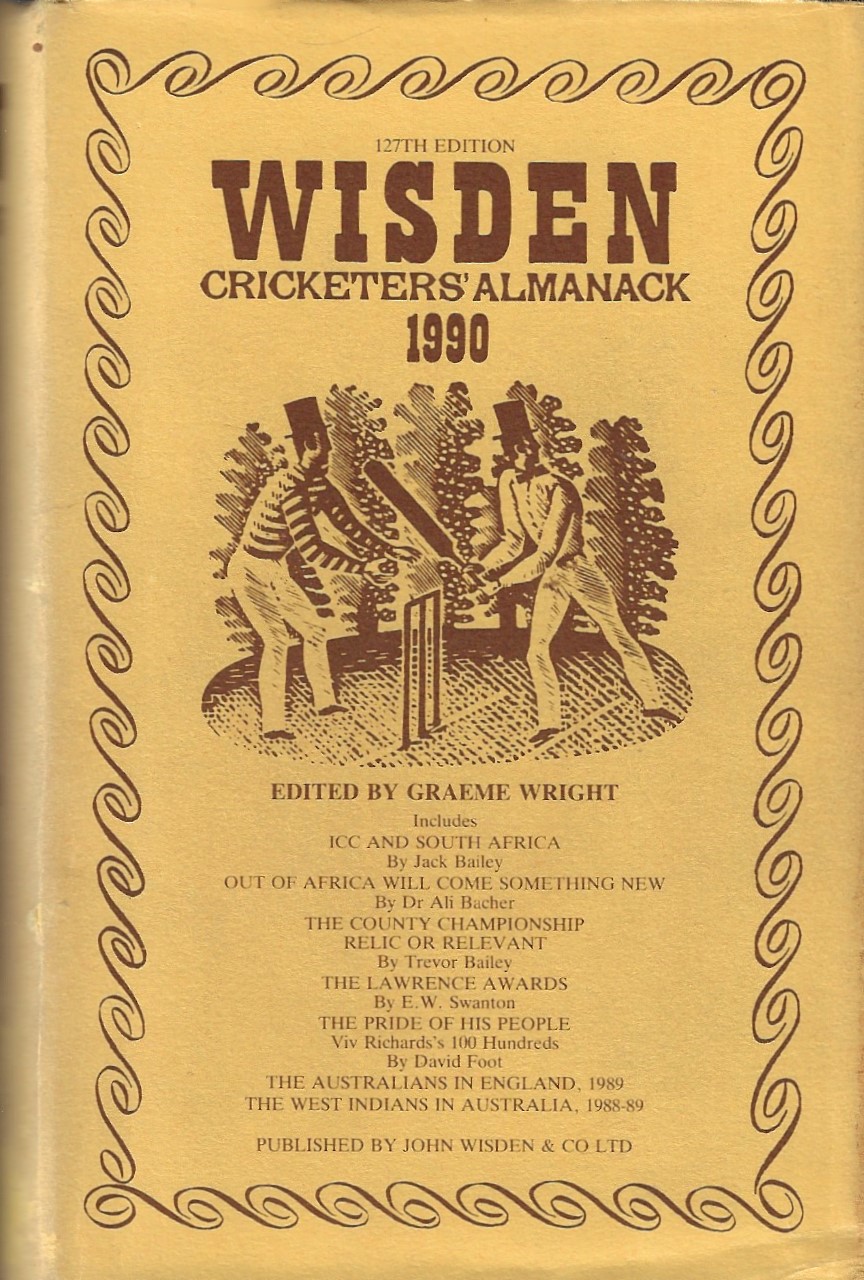 127TH EDITION
WISDEN
CRICKETERS' ALMANACK
1990
EDITED BY GRAEME WRIGHT
Includes
ICC AND SOUTH AFRICA
By Jack Bailey
OUT OF AFRICA WILL COME SOMETHING NEW
By Dr Ali Bacher
THE COUNTY CHAMPIONSHIP
RELIC OR RELEVANT
By Trevor Bailey
THE LAWRENCE AWARDS
By E.W. Swanton
THE PRIDE OF HIS PEOPLE
Viv Richards's 100 Hundreds
By David Foot
THE AUSTRALIANS IN ENGLAND, 1989
THE WEST INDIANS IN AUSTRALIA, 1988-89
PUBLISHED BY JOHN WISDEN & CO LTD